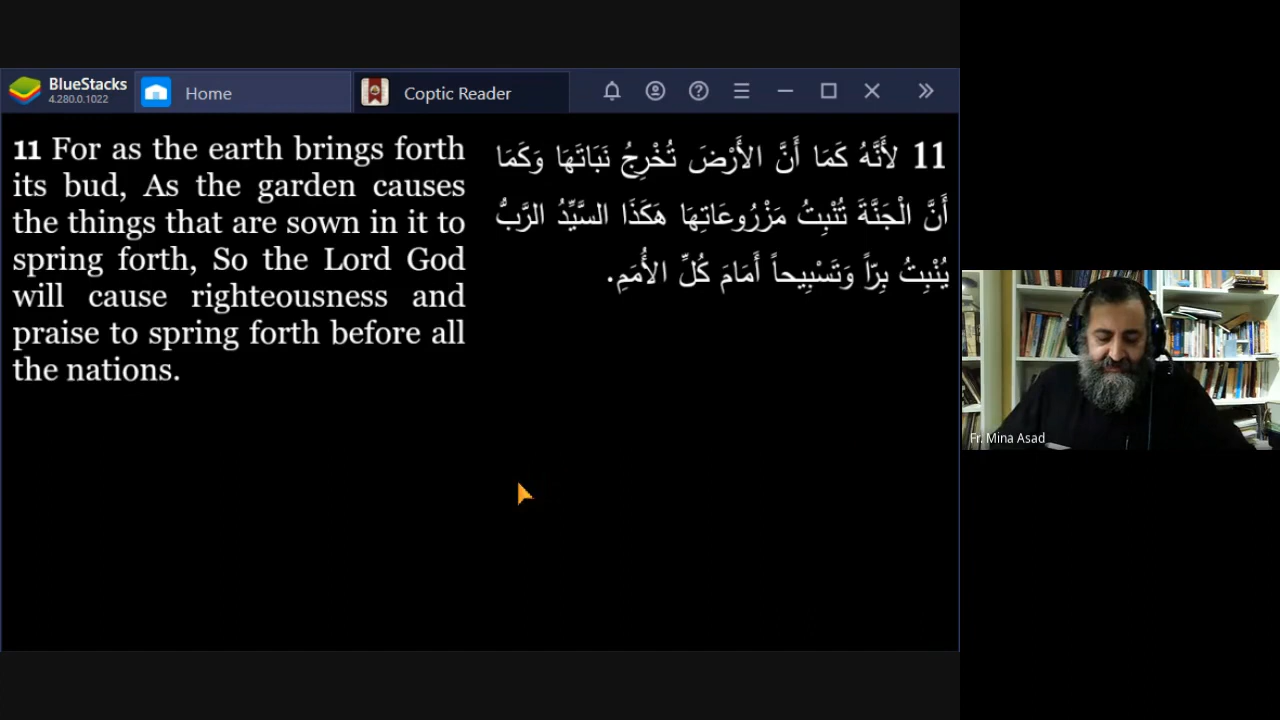 BlueStacks
4.280.0.1022
Home
Coptic Reader
11 For as the earth brings forth
its bud, As the garden causes
the things that are sown in it to
spring forth, So the Lord God
will cause righteousness and
praise to spring forth before all
the nations.
11 لأَنَّهُ كَمَا أَنَّ الأَرْضَ تُخْرِجُ نَبَاتَهَا وَكَمَا
أَنَّ الْجَنَّةَ تُنْبِتُ مَزْرُوعَاتِهَا هَكَذَا السَّيِّدُ الرَّبُّ
يُنْبِتُ بِرّاً وَتَسْبِيحاً أَمَامَ كُلِّ الأُمَمِ.
Fr. Mina Asad